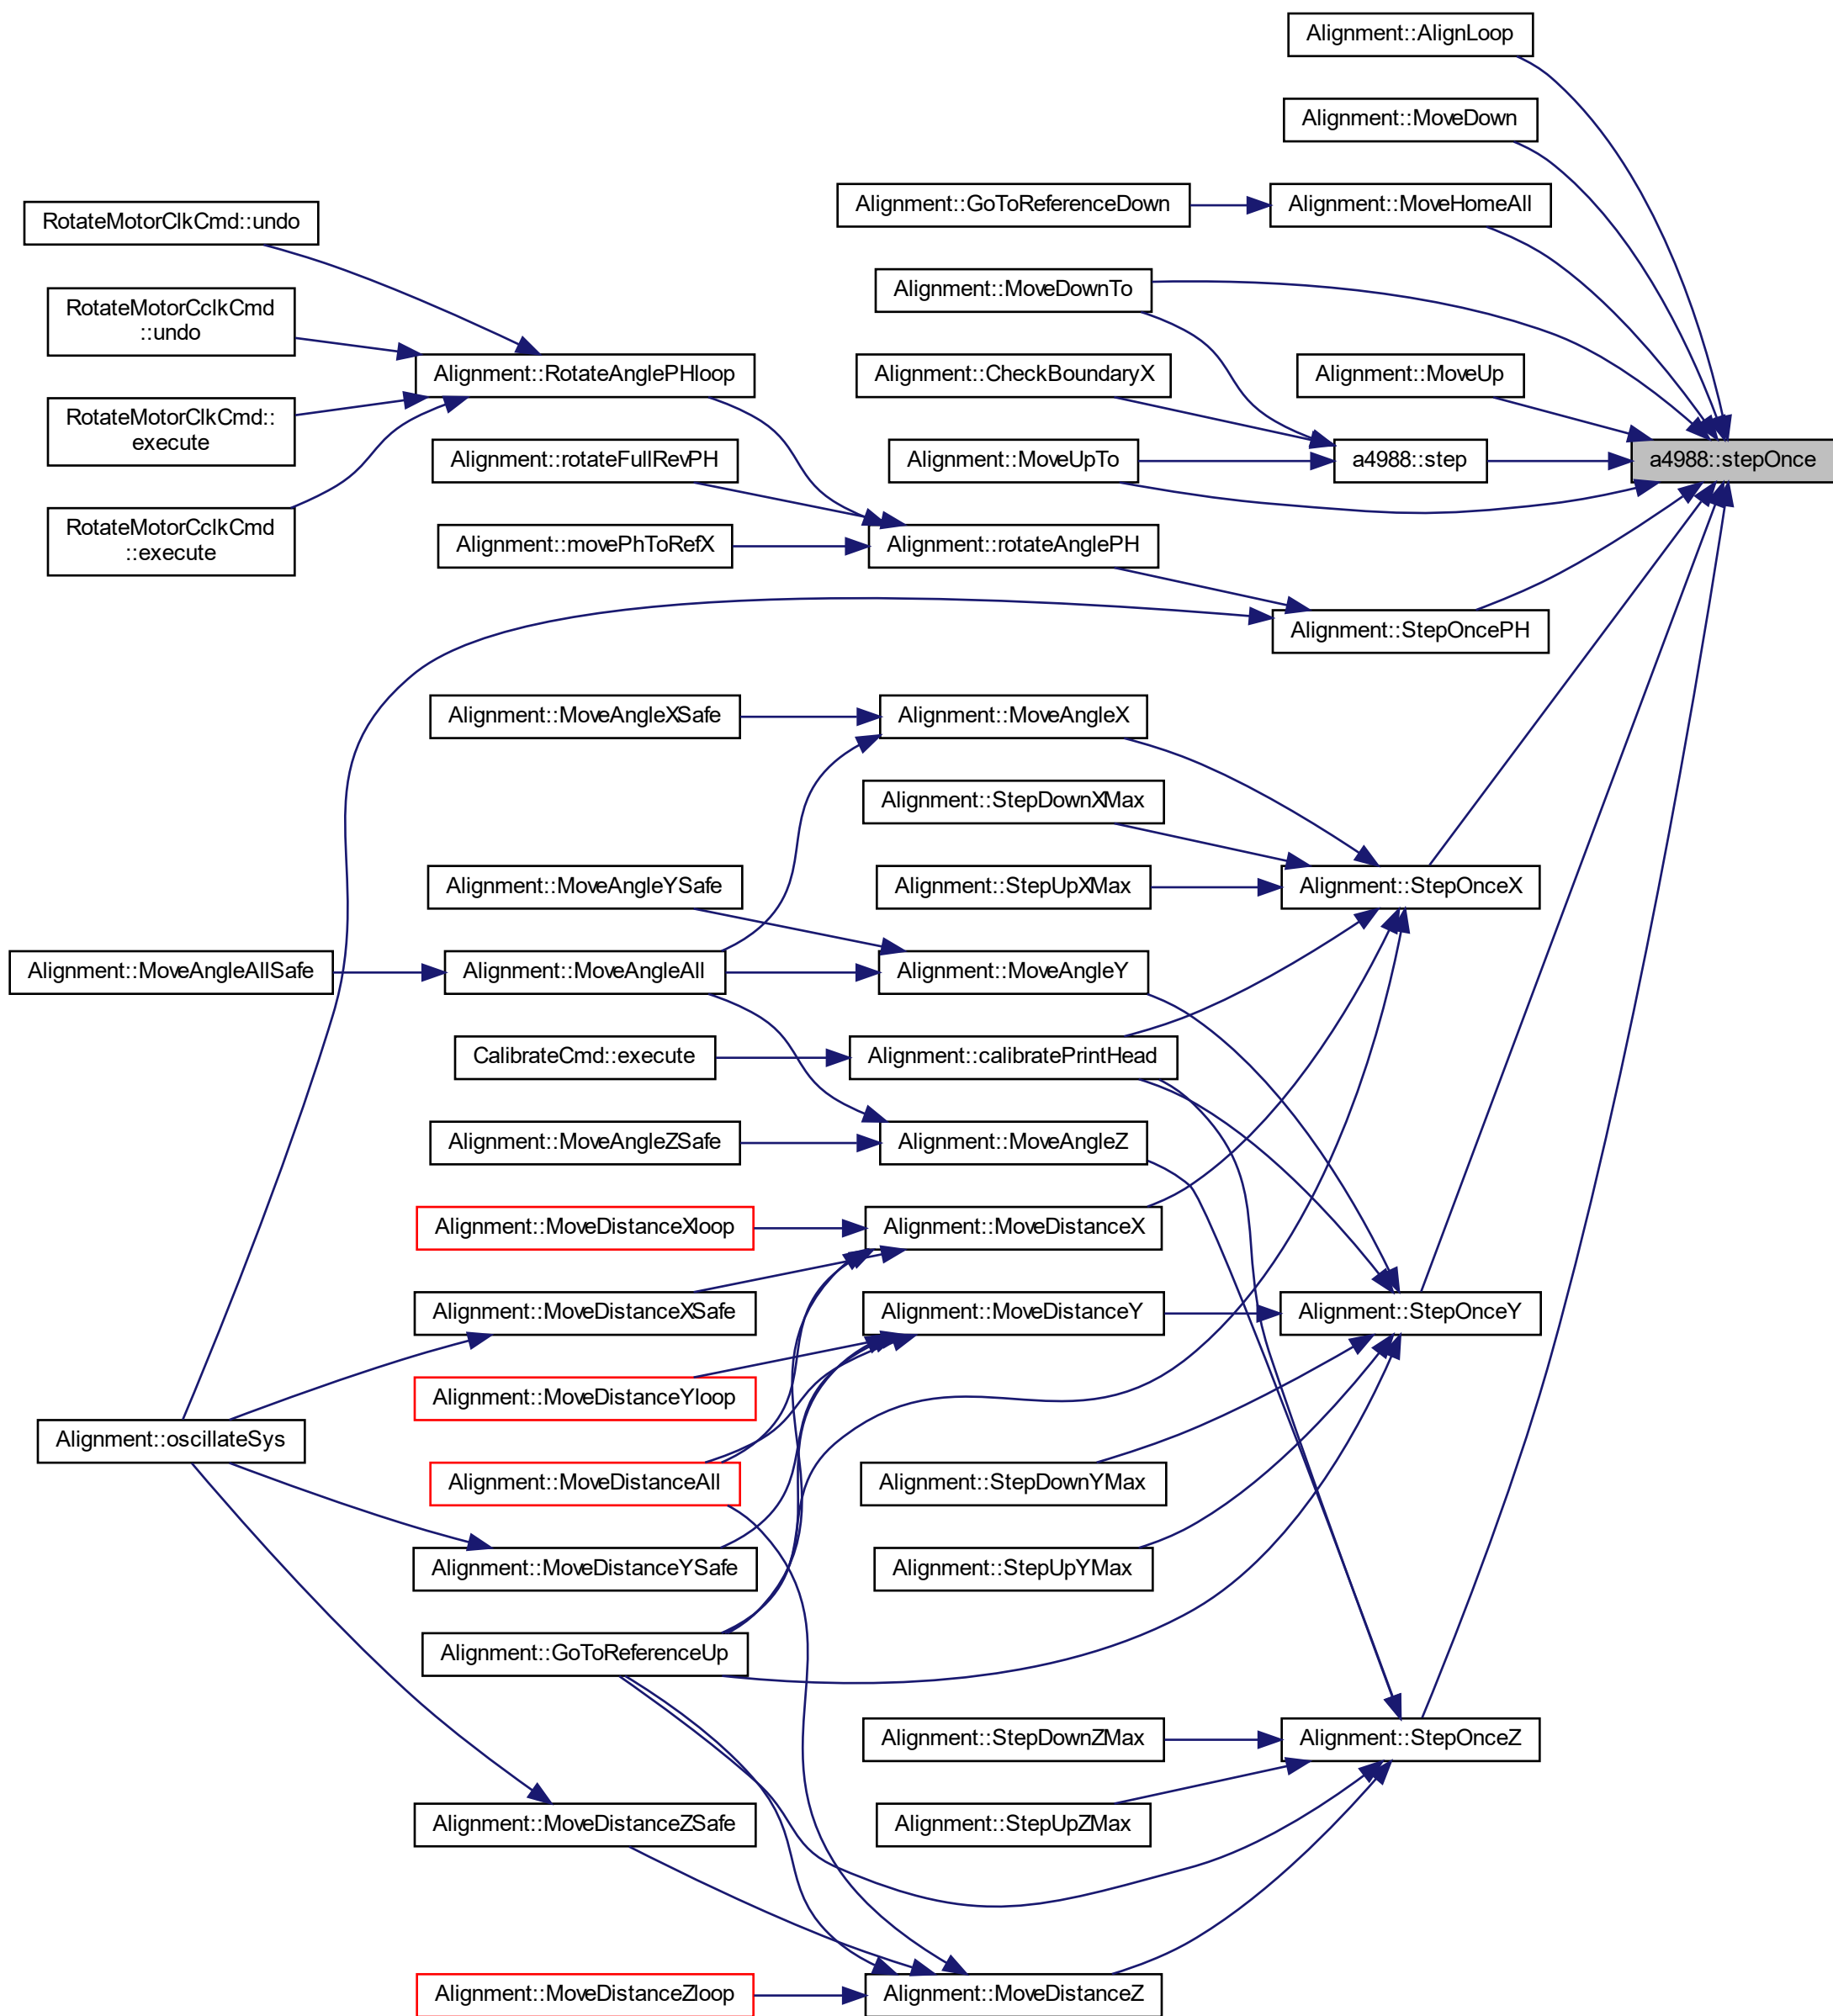 Alignment::AlignLoop
Alignment::MoveDown
RotateMotorClkCmd::undo
Alignment::GoToReferenceDown
Alignment::MoveHomeAll
RotateMotorCclkCmd
::undo
Alignment::MoveDownTo
Alignment::RotateAnglePHloop
Alignment::CheckBoundaryX
Alignment::MoveUp
RotateMotorClkCmd::
execute
Alignment::rotateFullRevPH
Alignment::MoveUpTo
a4988::step
a4988::stepOnce
RotateMotorCclkCmd
::execute
Alignment::movePhToRefX
Alignment::rotateAnglePH
Alignment::StepOncePH
Alignment::MoveAngleXSafe
Alignment::MoveAngleX
Alignment::StepDownXMax
Alignment::MoveAngleYSafe
Alignment::StepUpXMax
Alignment::StepOnceX
Alignment::MoveAngleAllSafe
Alignment::MoveAngleAll
Alignment::MoveAngleY
CalibrateCmd::execute
Alignment::calibratePrintHead
Alignment::MoveAngleZSafe
Alignment::MoveAngleZ
Alignment::MoveDistanceXloop
Alignment::MoveDistanceX
Alignment::MoveDistanceXSafe
Alignment::MoveDistanceY
Alignment::StepOnceY
Alignment::MoveDistanceYloop
Alignment::oscillateSys
Alignment::MoveDistanceAll
Alignment::StepDownYMax
Alignment::MoveDistanceYSafe
Alignment::StepUpYMax
Alignment::GoToReferenceUp
Alignment::StepDownZMax
Alignment::StepOnceZ
Alignment::MoveDistanceZSafe
Alignment::StepUpZMax
Alignment::MoveDistanceZloop
Alignment::MoveDistanceZ